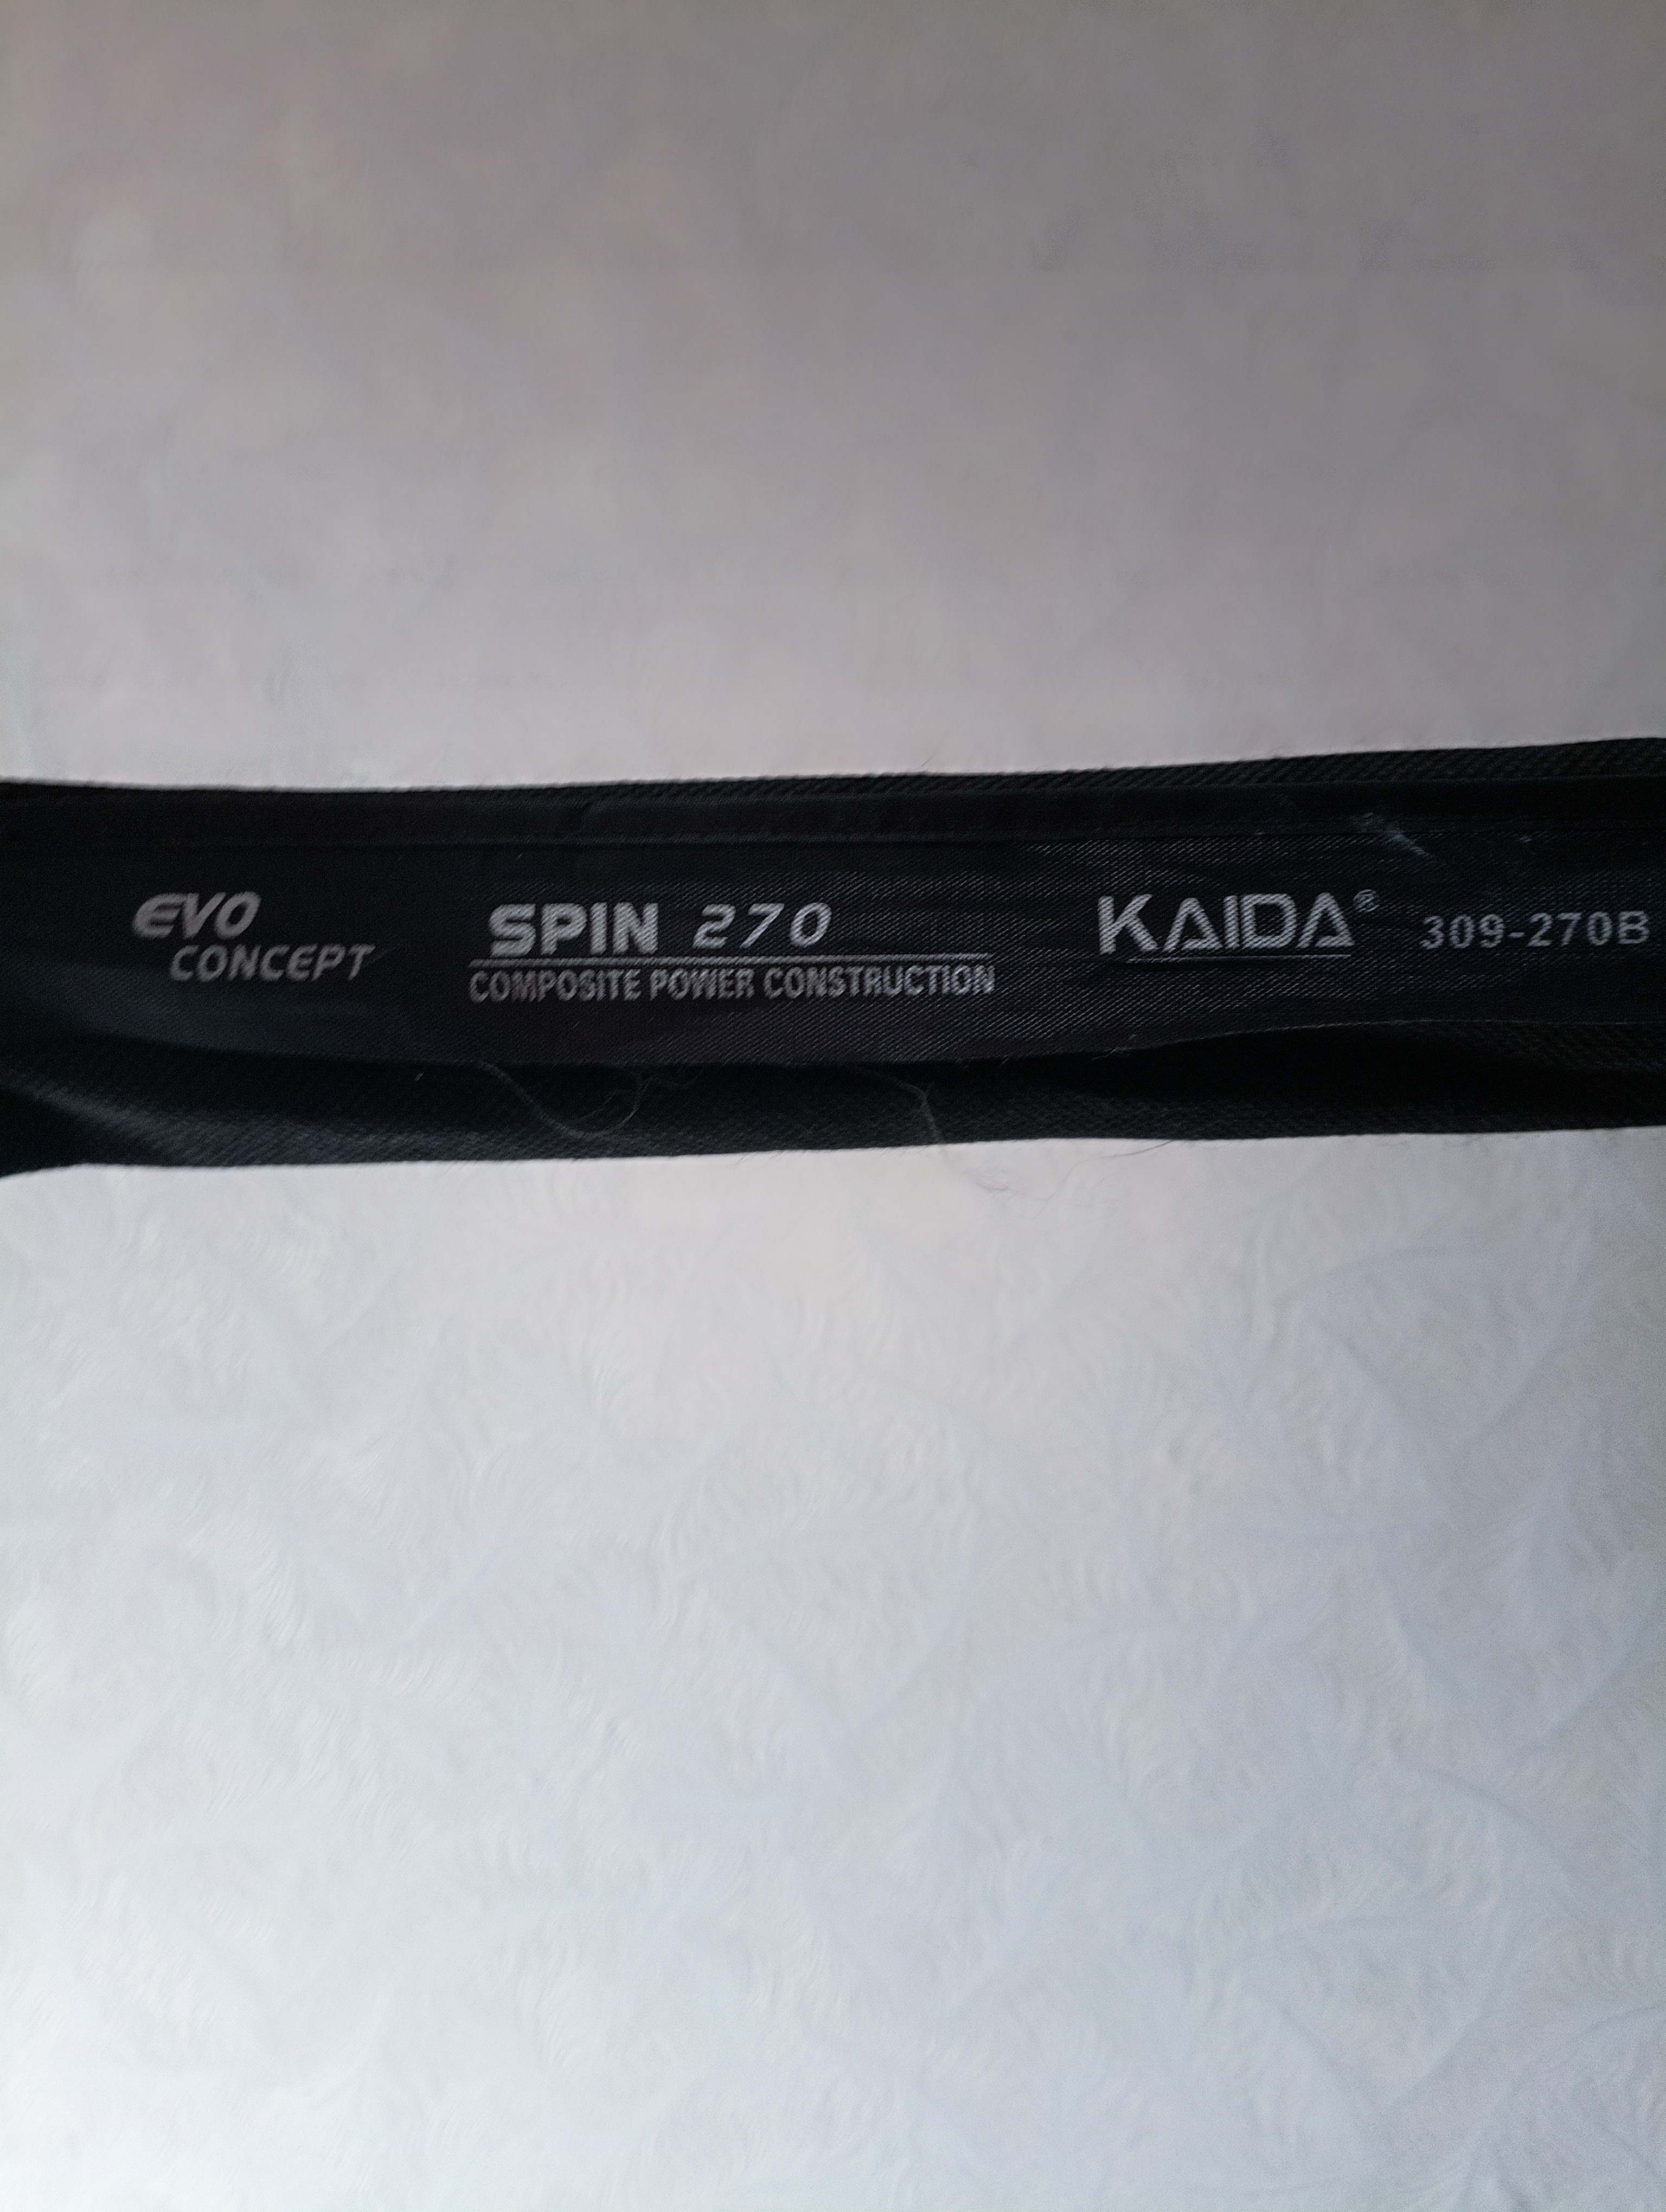 EVO
CONCEPT
SPIN 270
COMPOSITE POWER CONSTRUCTION
KAIDA® 309-270B